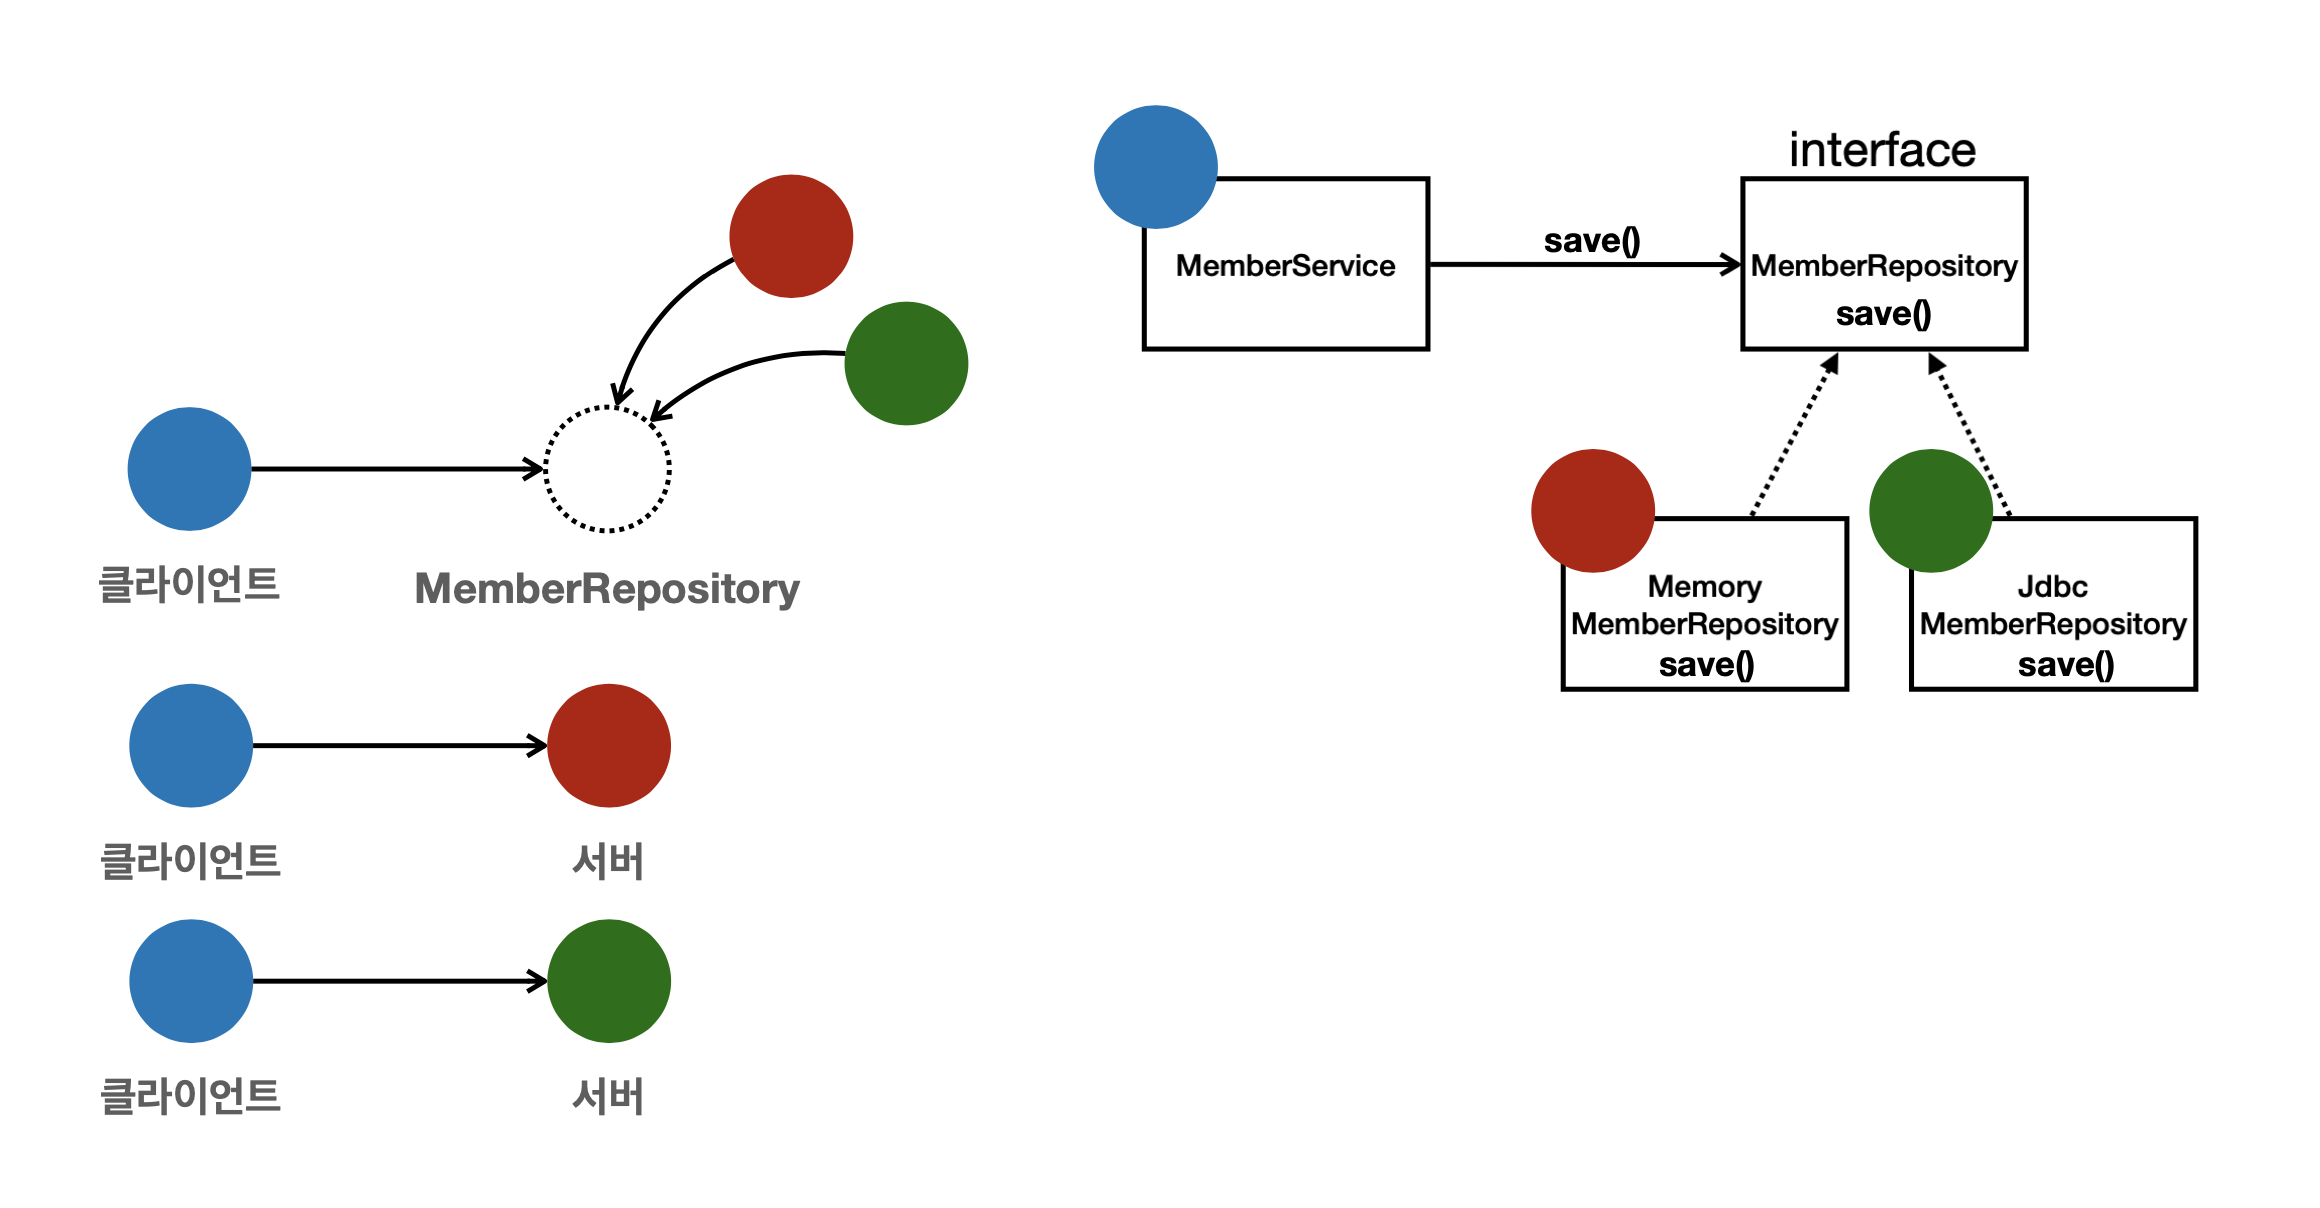 클라이언트
MemberRepository
클라이언트
서버
클라이언트
서버
interface
MemberService
save()
MemberRepository
save()
Memory
MemberRepository
save()
Jdbc
MemberRepository
save()